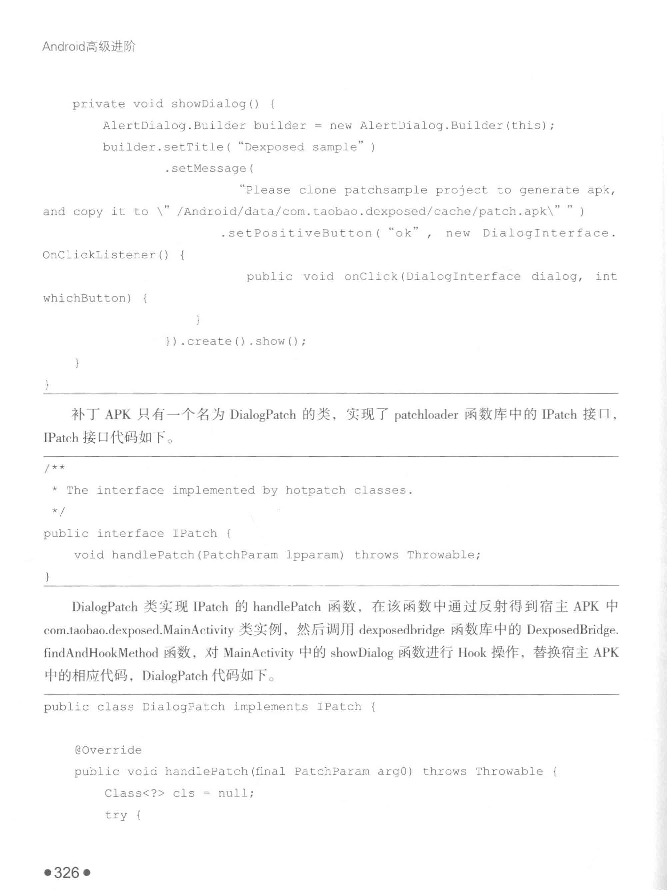 Android高级进阶
private void showDialog() {
AlertDialog.Builder builder = new AlertDialog.Builder(this);
builder.setTitle( “Dexposed sample” )
.setMessage(
“Please clone patchsample project to generate apk,
and copy it to \” /Android/data/com.taobao.dexposed/cache/patch.apk\” ” )
.setPositiveButton( “ok” , new DialogInterface.
OnClickListener() {
public void onClick(DialogInterface dialog, int
whichButton) {
}
}).create().show();
}
}
补丁 APK 只有一个名为 DialogPatch 的类，实现了 patchloader 函数库中的 IPatch 接口，
IPatch 接口代码如下。
/**
* The interface implemented by hotpatch classes.
*/
public interface IPatch {
void handlePatch(PatchParam lpparam) throws Throwable;
}
DialogPatch 类实现 IPatch 的 handlePatch 函数，在该函数中通过反射得到宿主 APK 中
com.taobao.dexposed.MainActivity 类实例，然后调用 dexposedbridge 函数库中的 DexposedBridge.
findAndHookMethod 函数，对 MainActivity 中的 showDialog 函数进行 Hook 操作，替换宿主 APK
中的相应代码，DialogPatch 代码如下。
public class DialogPatch implements IPatch {
@Override
public void handlePatch(final PatchParam arg0) throws Throwable {
Class<?> cls = null;
try {
●326●